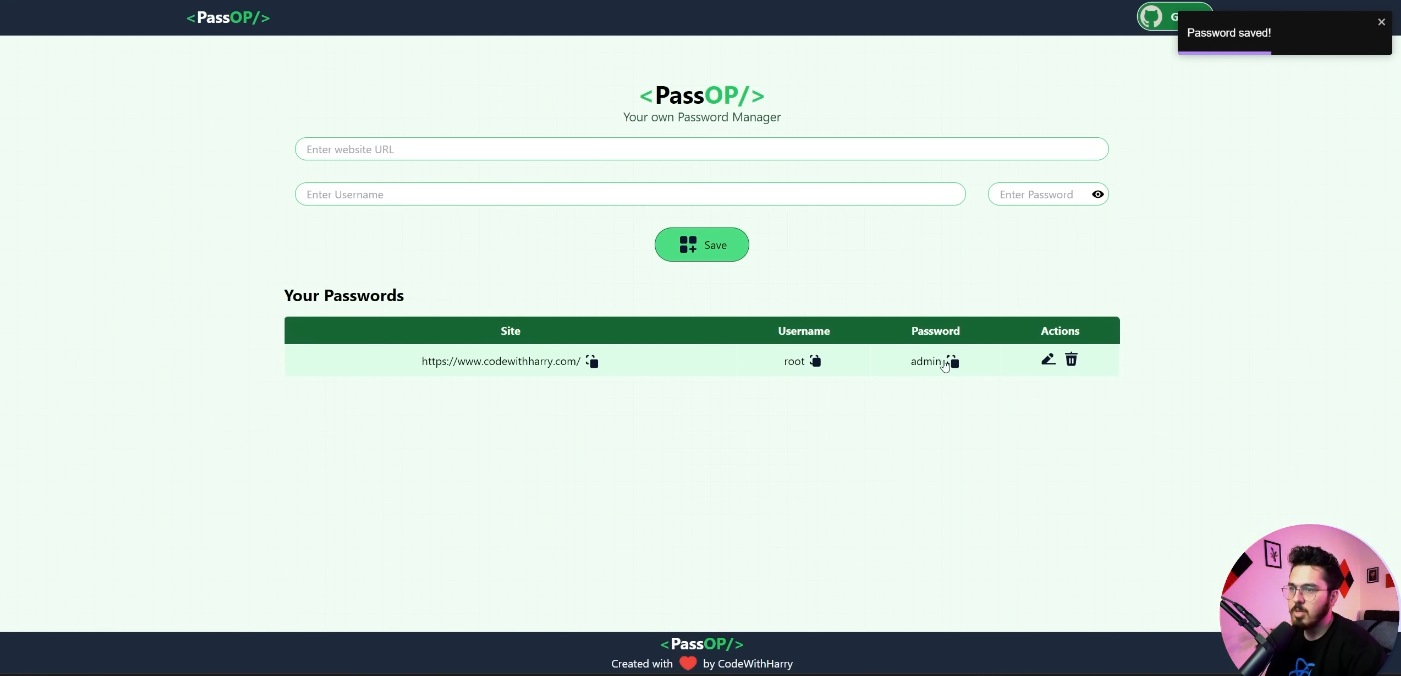 <PassOP/>
G
Password saved!
<PassOP/>
Your own Password Manager
Enter website URL
Enter Username
Enter Password
Save
Your Passwords
Site
Username
Password
Actions
https://www.codewithharry.com/
root
admin
<PassOP/>
Created with
by CodeWithHarry